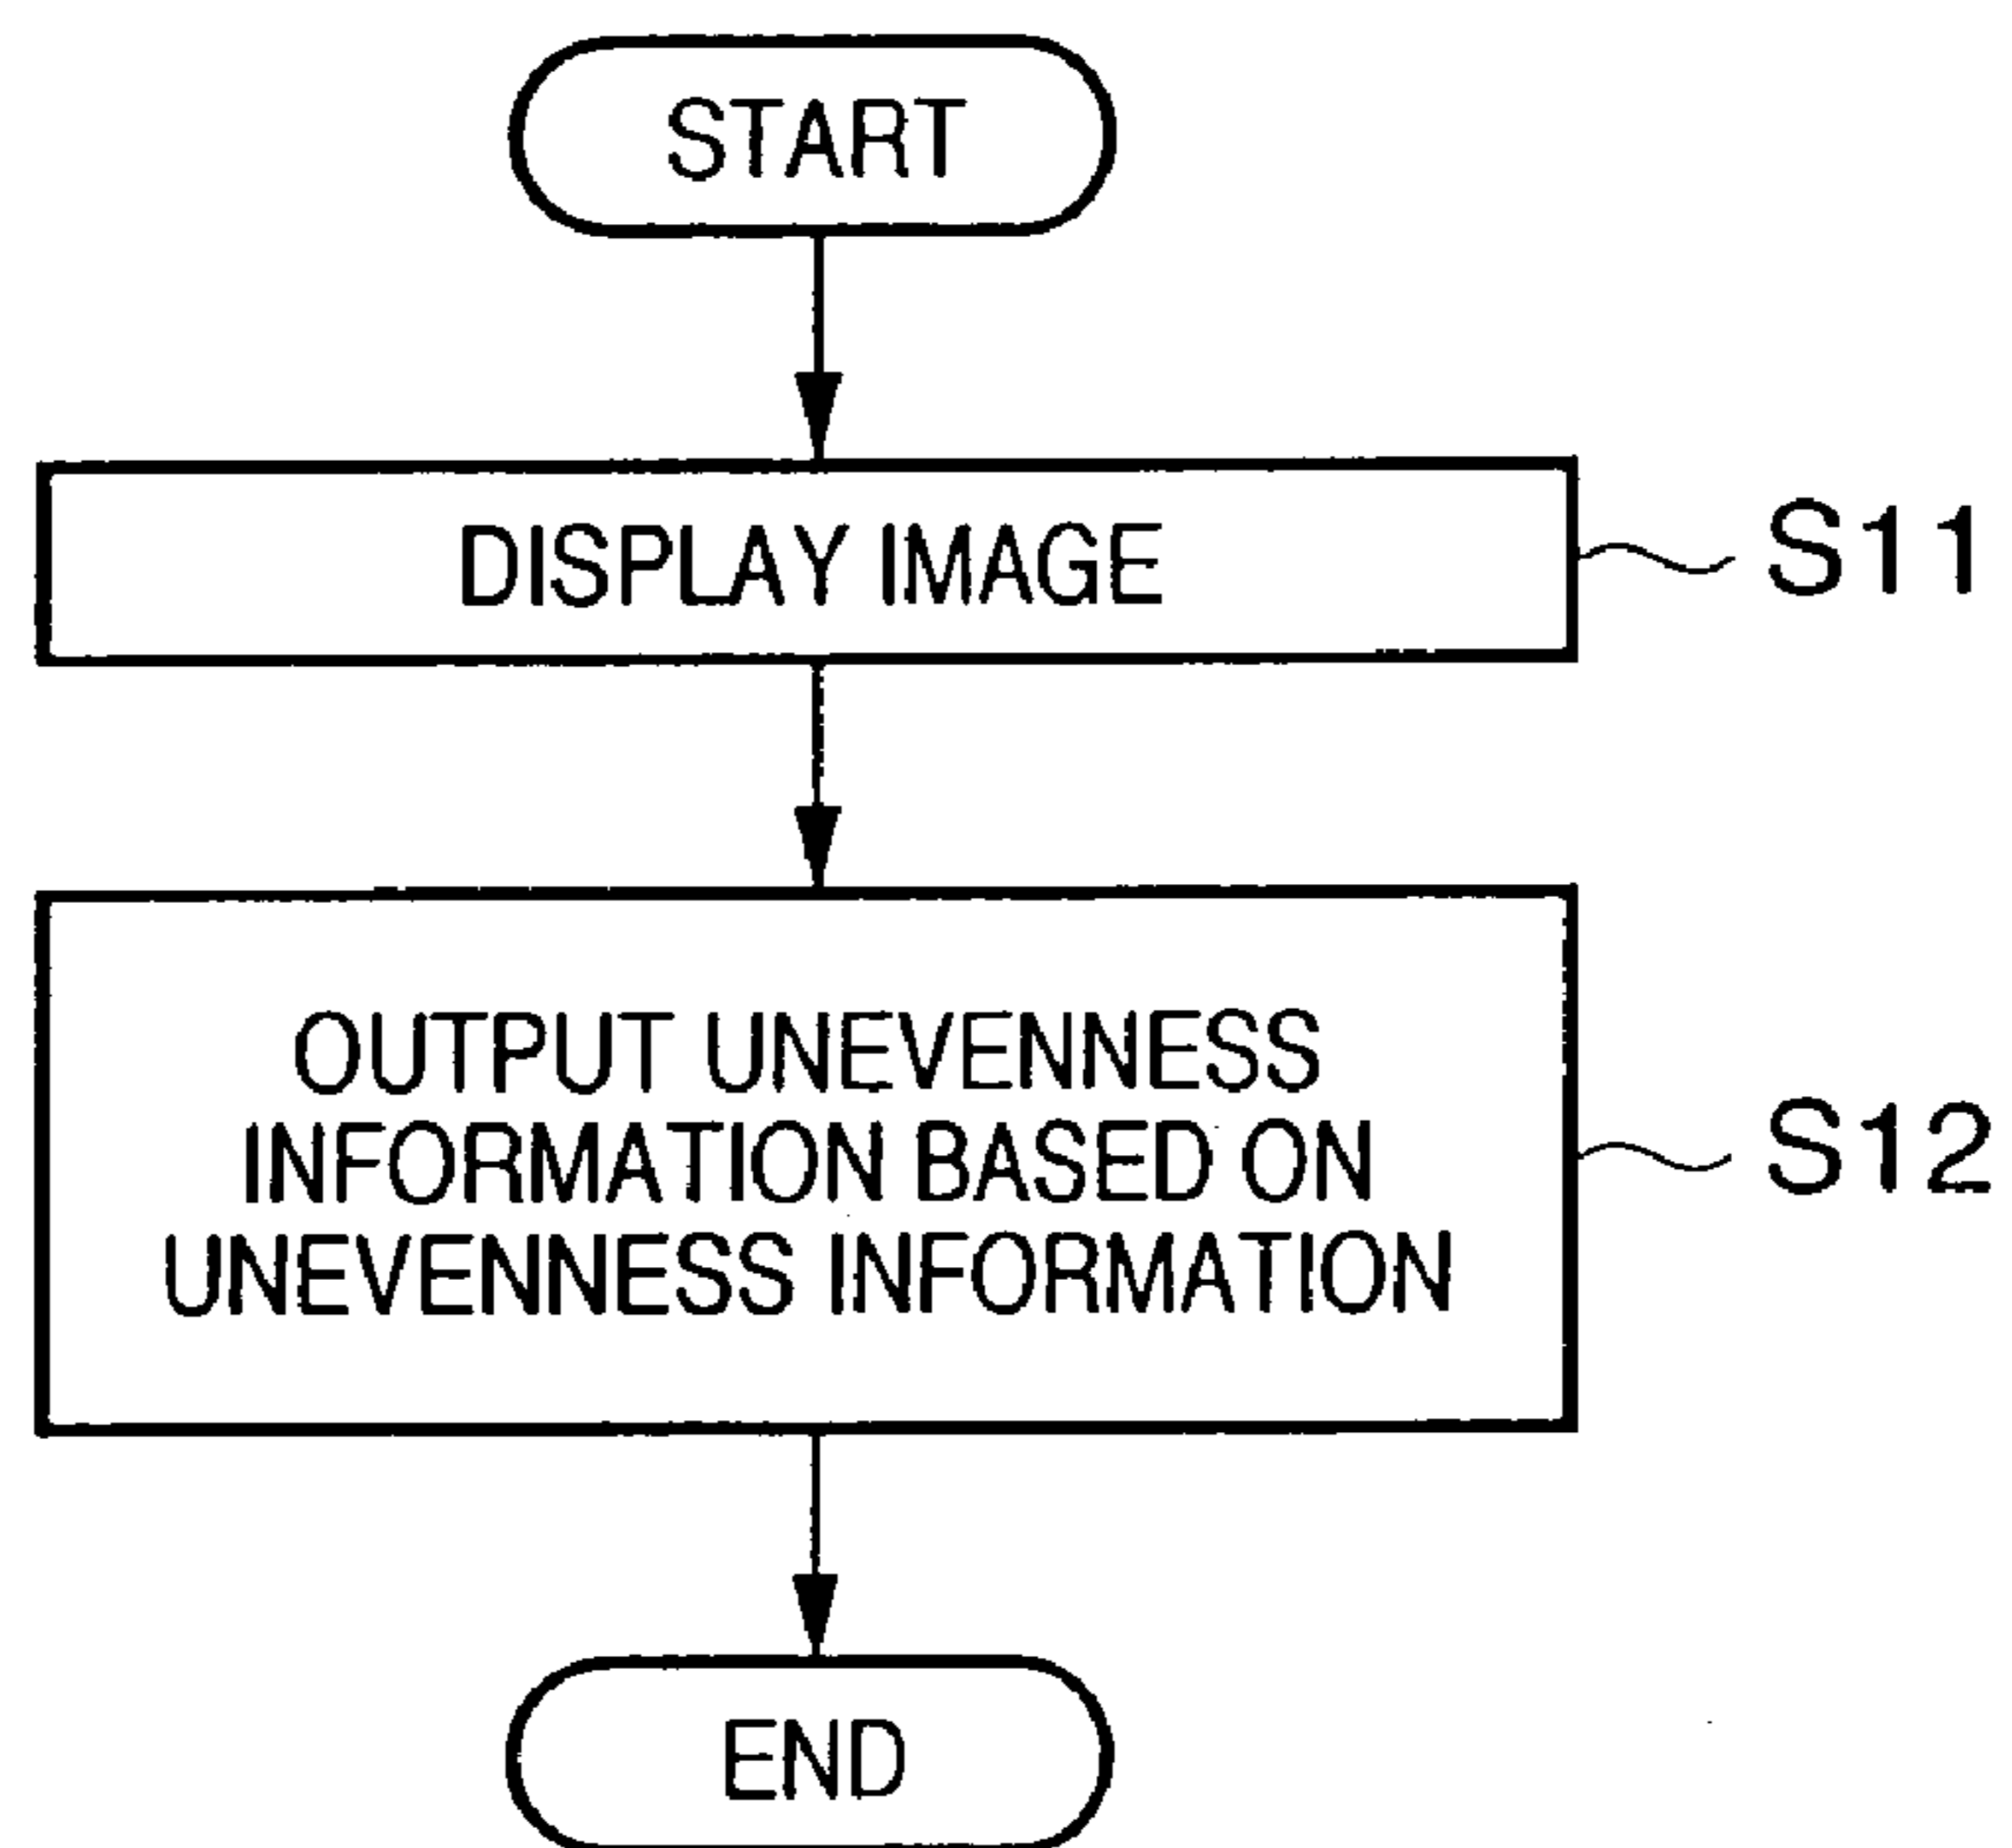 START
DISPLAY IMAGE
S11
OUTPUT UNEVENNESS
INFORMATION BASED ON
UNEVENNESS INFORMATION
S12
END